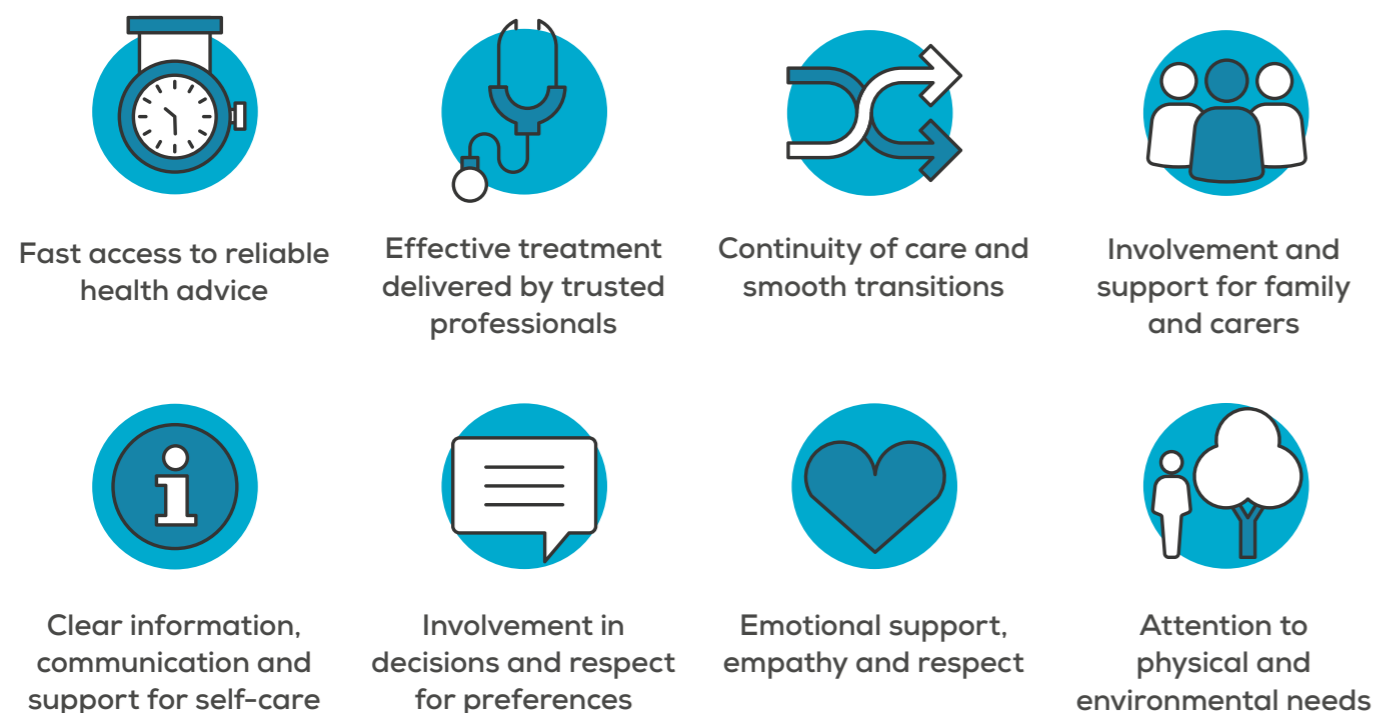 Fast access to reliable
health advice
Effective treatment
delivered by trusted
professionals
Continuity of care and
smooth transitions
Involvement and
support for family
and carers
Clear information,
communication and
support for self-care
Involvement in
decisions and respect
for preferences
Emotional support,
empathy and respect
Attention to
physical and
environmental needs